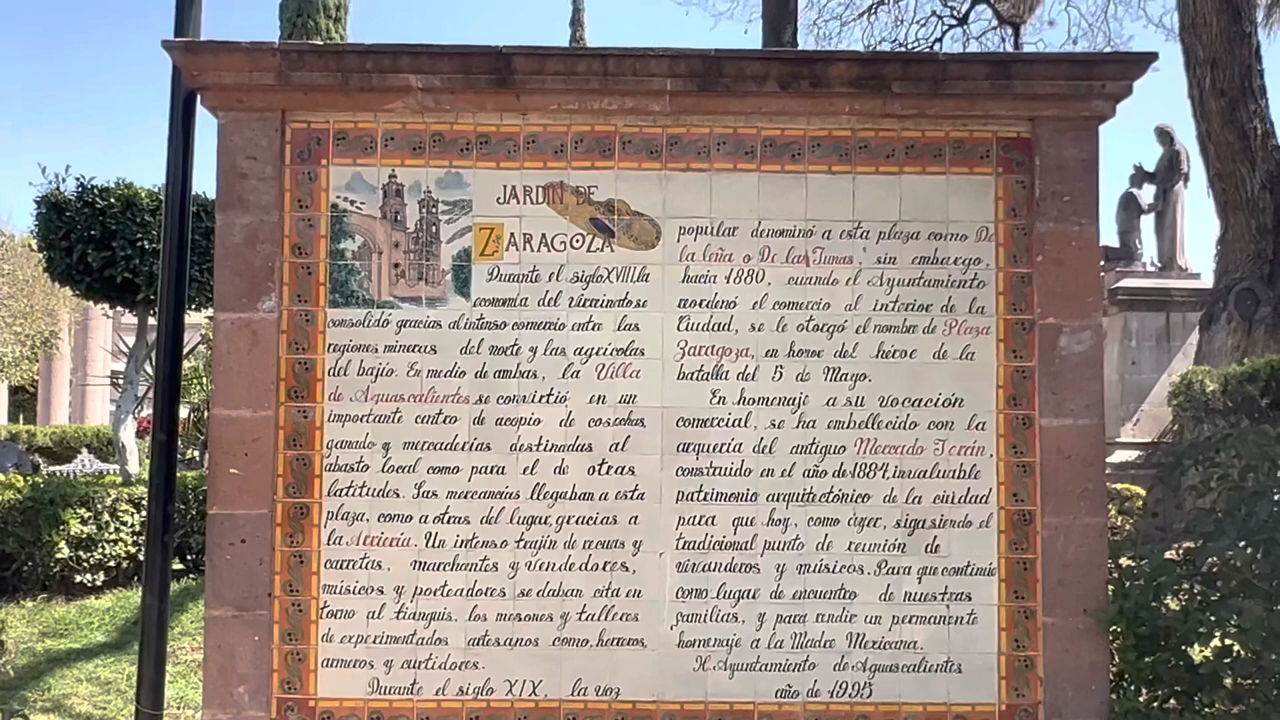 JARDIN DE
ZARAGOZA
Durante el siglo XVIII, la
economía del Virreinato se
consolidó gracias al intenso comercio entre las
regiones mineras del norte y las agrícolas
del bajío. En medio de ambas, la Villa
de Aguascalientes se convirtió en un
importante centro de acopio de cosechas,
ganado y mercaderías destinadas al
abasto local como para el de otras
latitudes. Las mercancías llegaban a esta
plaza, como a otras del lugar, gracias a
la Arriería. Un intenso trajín de recuas y
carretas, marchantes y vendedores,
músicos y porteadores se daban cita en
torno al tianguis, los mesones y talleres
de experimentados artesanos como, herreros,
armeros y curtidores.
Durante el siglo XIX, la voz
popular denominó a esta plaza como De
la leña o De las Tunas, sin embargo,
hacia 1880, cuando el Ayuntamiento
reordenó el comercio al interior de la
Ciudad, se le otorgó el nombre de Plaza
Zaragoza, en honor del héroe de la
batalla del 5 de Mayo.
En homenaje a su vocación
comercial, se ha embellecido con la
arquería del antiguo Mercado Terán,
construido en el año de 1884, invaluable
patrimonio arquitectónico de la ciudad
para que hoy, como ayer, siga siendo el
tradicional punto de reunión de
vivanderos y músicos. Para que continúe
como lugar de encuentro de nuestras
familias, y para rendir un permanente
homenaje a la Madre Mexicana.
H. Ayuntamiento de Aguascalientes
año de 1995